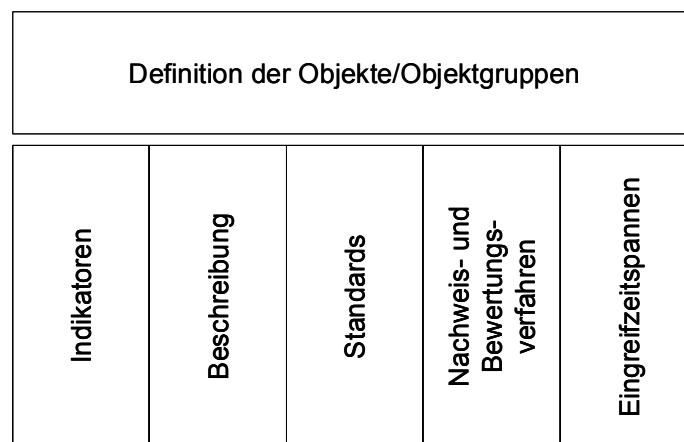 Definition der Objekte/Objektgruppen
Indikatoren
Beschreibung
Standards
Nachweis- und
Bewertungs-
verfahren
Eingreifzeitspannen